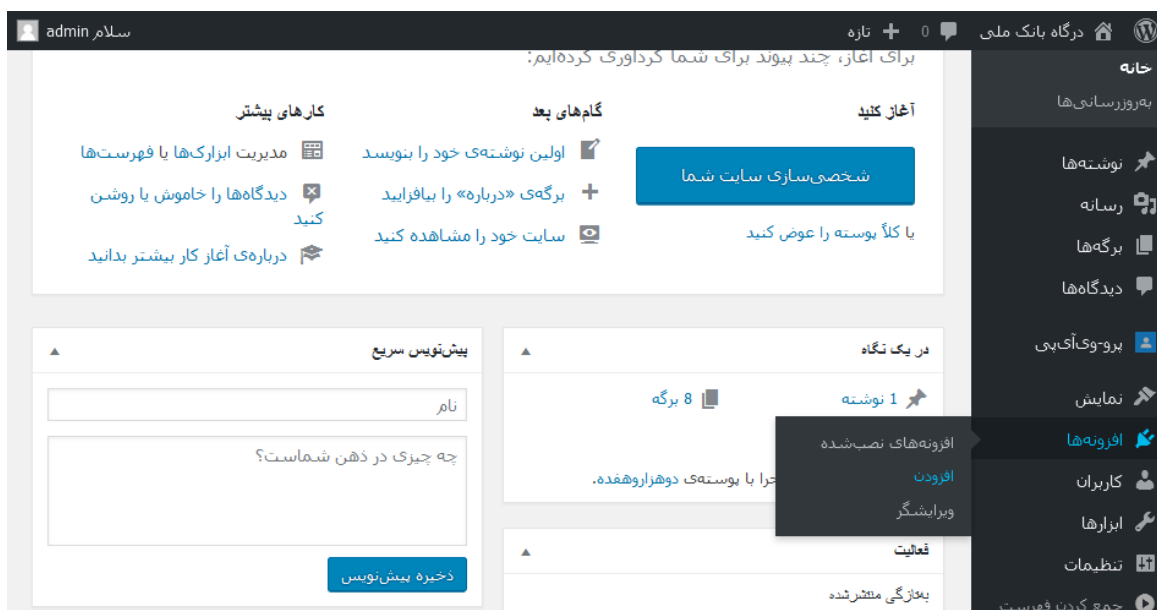 درگاه بانک ملی
0
تازه
سلام admin
خانه
به‌روزرسانی‌ها
نوشته‌ها
رسانه
برگه‌ها
دیدگاه‌ها
پرو-وی‌آی‌پی
نمایش
افزونه‌ها
افزونه‌های نصب‌شده
افزودن
ویرایشگر
کاربران
ابزارها
تنظیمات
جمع کردن فهرست
برای آغاز، چند پیوند برای شما گردآوری کرده‌ایم:
آغاز کنید
شخصی‌سازی سایت شما
یا کلاً پوسته را عوض کنید
گام‌های بعد
اولین نوشته‌ی خود را بنویسد
برگه‌ی «درباره» را بیافزایید
سایت خود را مشاهده کنید
کارهای بیشتر
مدیریت ابزارک‌ها یا فهرست‌ها
دیدگاه‌ها را خاموش یا روشن
کنید
درباره‌ی آغاز کار بیشتر بدانید
در یک نگاه
1 نوشته
8 برگه
با پوسته‌ی دوهزاروهفده.
فعالیت
به‌تازگی منتشرشده
پیش‌نویس سریع
نام
چه چیزی در ذهن شماست؟
ذخیره پیش‌نویس